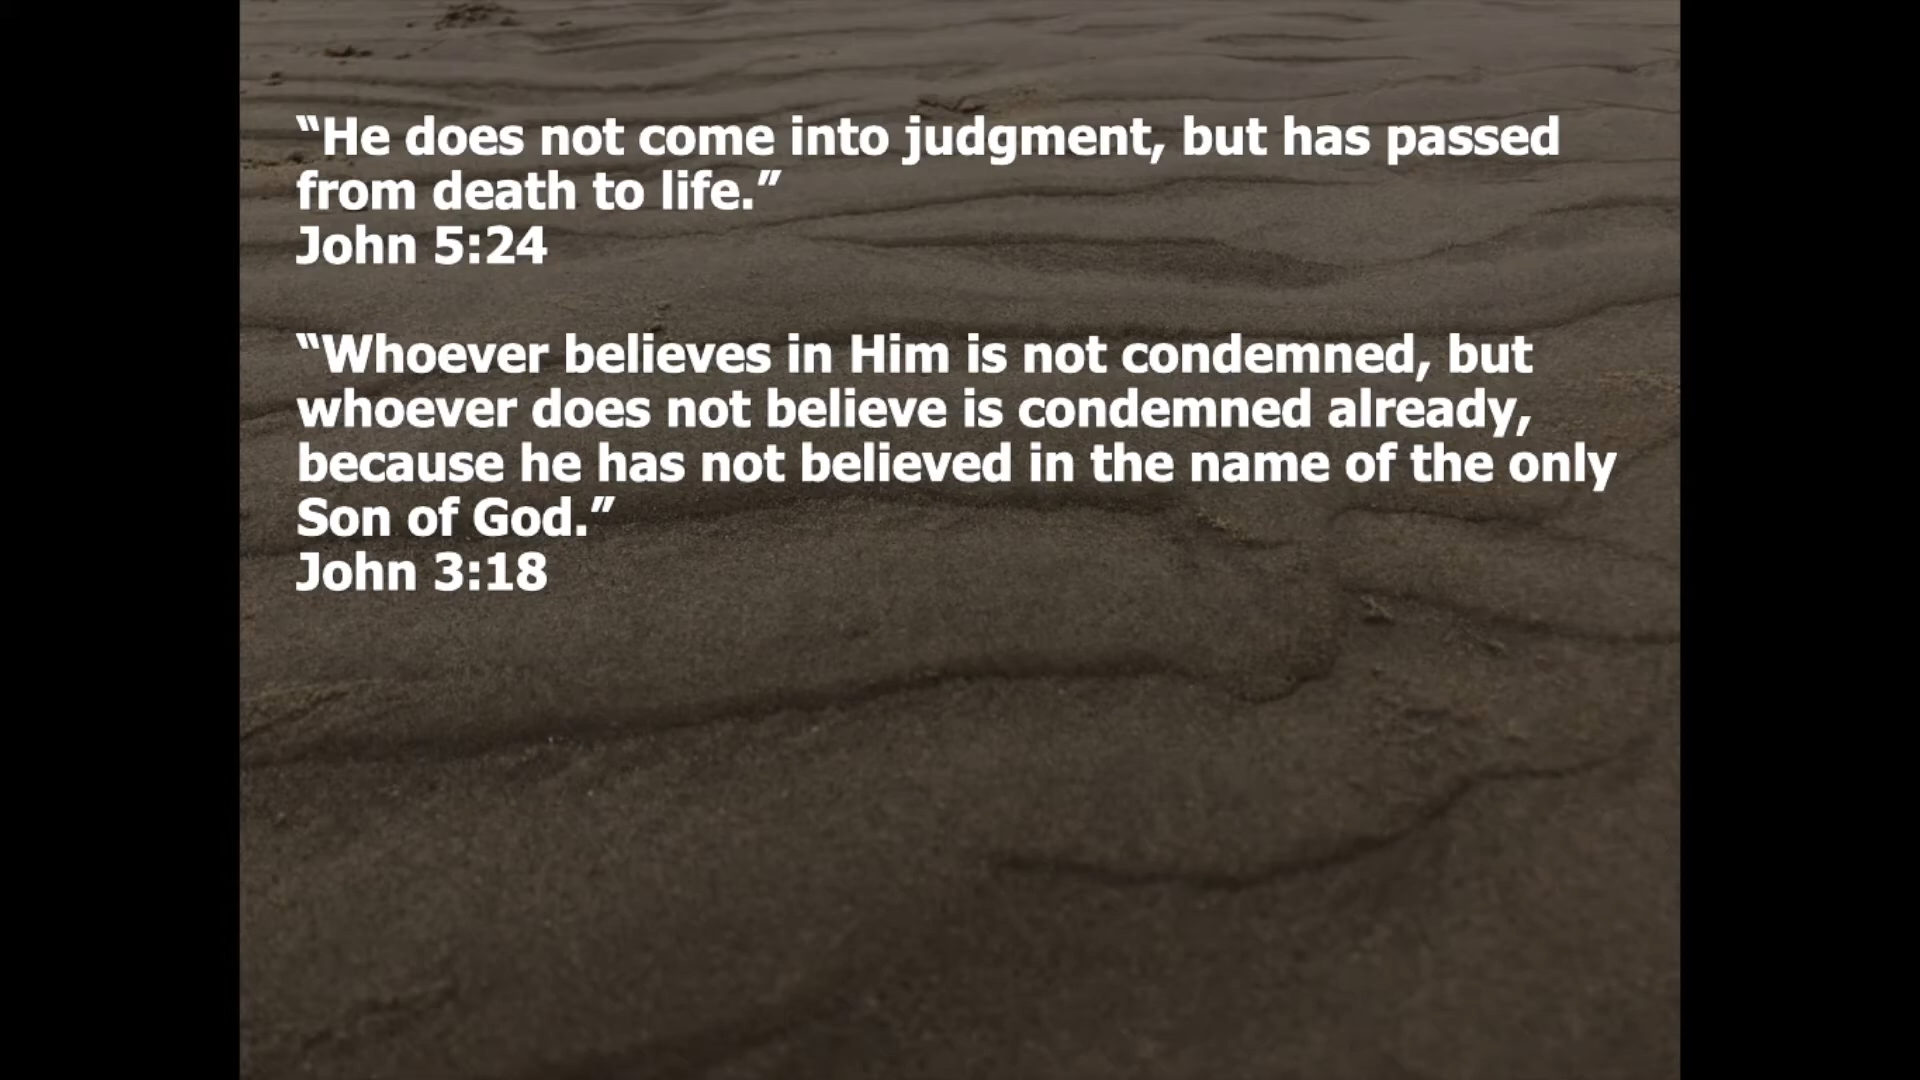 “He does not come into judgment, but has passed
from death to life.”
John 5:24
“Whoever believes in Him is not condemned, but
whoever does not believe is condemned already,
because he has not believed in the name of the only
Son of God.”
John 3:18